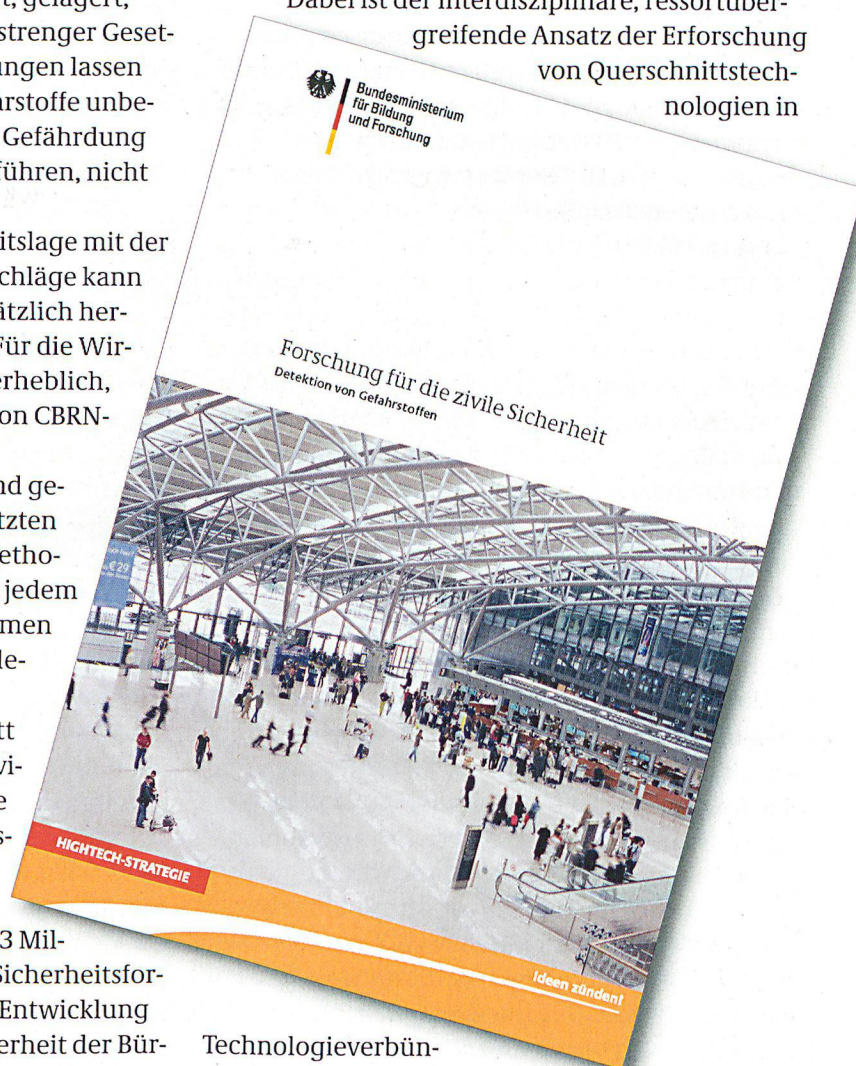 t, gelagert,
strenger Geset-
ungen lassen
rstoffe unbe-
Gefährdung
führen, nicht
itslage mit der
chläge kann
ätzlich her-
Für die Wir-
erheblich,
on CBRN-
nd ge-
tzten
etho-
jedem
men
le-
tt
vi-
e
s-
3 Mil-
Sicherheitsfor-
Entwicklung
erheit der Bür-
Dabei ist der interdisziplinäre, ressortüber-
greifende Ansatz der Erforschung
von Querschnittstech-
nologien in
Bundesministerium
für Bildung
und Forschung
Forschung für die zivile Sicherheit
Detektion von Gefahrstoffen
€29
HIGHTECH-STRATEGIE
Ideen zünden!
Technologieverbün-